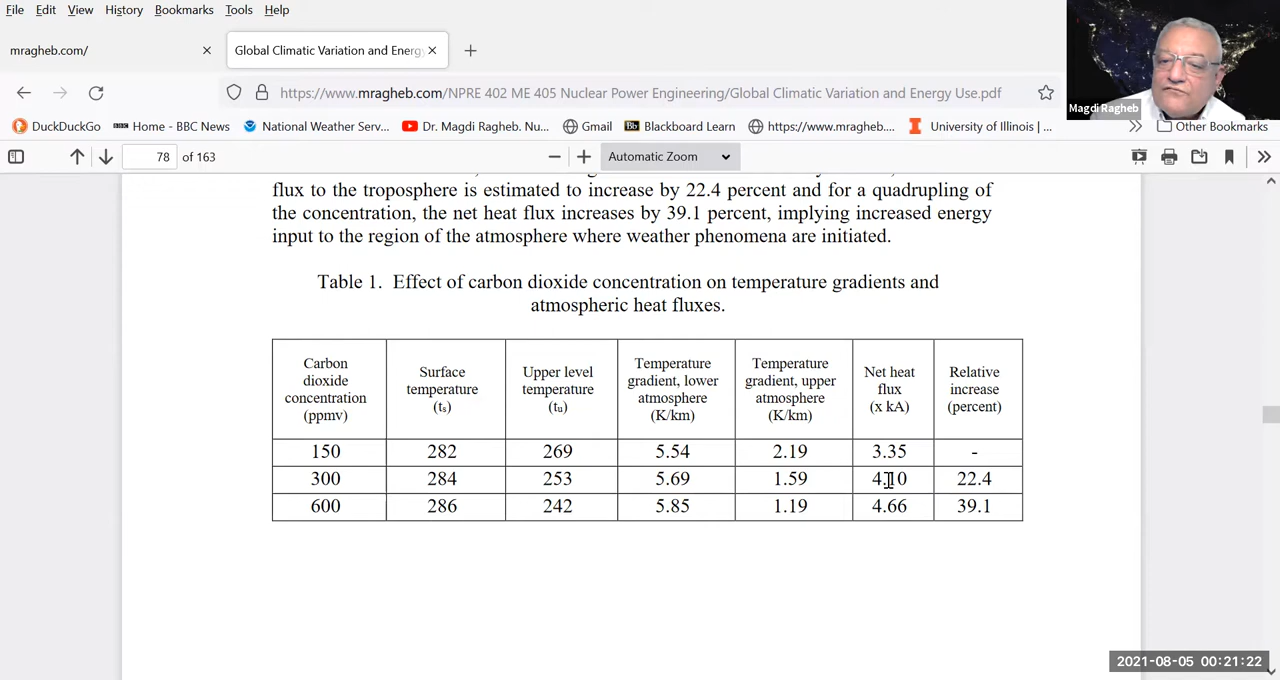 File Edit View History Bookmarks Tools Help
mragheb.com/ × Global Climatic Variation and Energy × +
https://www.mragheb.com/NPRE 402 ME 405 Nuclear Power Engineering/Global Climatic Variation and Energy Use.pdf
DuckDuckGo BBC Home - BBC News National Weather Serv... Dr. Magdi Ragheb. Nu... Gmail Bb Blackboard Learn https://www.mragheb.... University of Illinois |... Other Bookmarks
Magdi Ragheb
78 of 163 Automatic Zoom
flux to the troposphere is estimated to increase by 22.4 percent and for a quadrupling of
the concentration, the net heat flux increases by 39.1 percent, implying increased energy
input to the region of the atmosphere where weather phenomena are initiated.
Table 1. Effect of carbon dioxide concentration on temperature gradients and
atmospheric heat fluxes.
Carbon
dioxide
concentration
(ppmv)
Surface
temperature
(ts)
Upper level
temperature
(tu)
Temperature
gradient, lower
atmosphere
(K/km)
Temperature
gradient, upper
atmosphere
(K/km)
Net heat
flux
(x kA)
Relative
increase
(percent)
150 282 269 5.54 2.19 3.35 -
300 284 253 5.69 1.59 4.10 22.4
600 286 242 5.85 1.19 4.66 39.1
2021-08-05 00:21:22